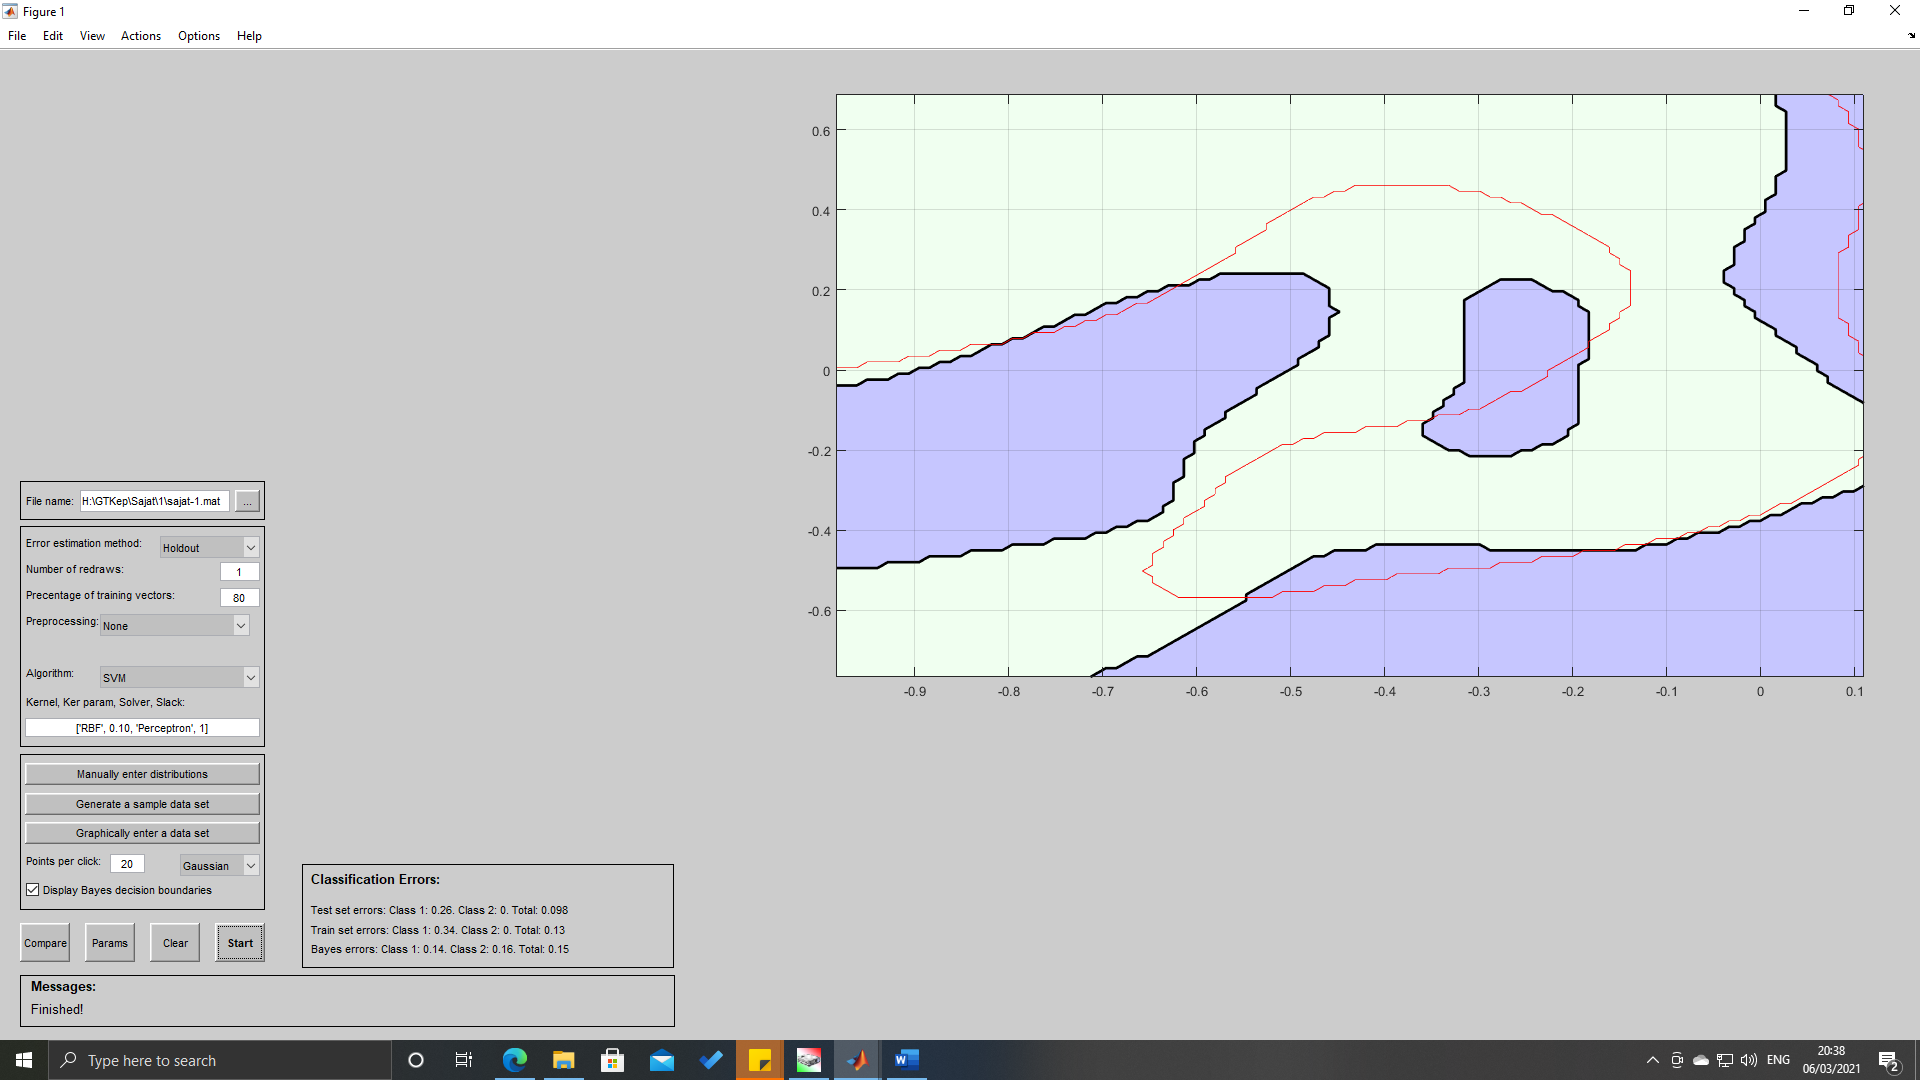 Figure 1
File Edit View Actions Options Help
0.6
0.4
0.2
0
-0.2
-0.4
-0.6
-0.9 -0.8 -0.7 -0.6 -0.5 -0.4 -0.3 -0.2 -0.1 0 0.1
File name: H:\GTKep\Sajat\1\sajat-1.mat ...
Error estimation method: Holdout
Number of redraws: 1
Precentage of training vectors: 80
Preprocessing: None
Algorithm: SVM
Kernel, Ker param, Solver, Slack:
['RBF', 0.10, 'Perceptron', 1]
Manually enter distributions
Generate a sample data set
Graphically enter a data set
Points per click: 20 Gaussian
Display Bayes decision boundaries
Compare Params Clear Start
Classification Errors:
Test set errors: Class 1: 0.26. Class 2: 0. Total: 0.098
Train set errors: Class 1: 0.34. Class 2: 0. Total: 0.13
Bayes errors: Class 1: 0.14. Class 2: 0.16. Total: 0.15
Messages:
Finished!
Type here to search
W
ENG
20:38
06/03/2021
2